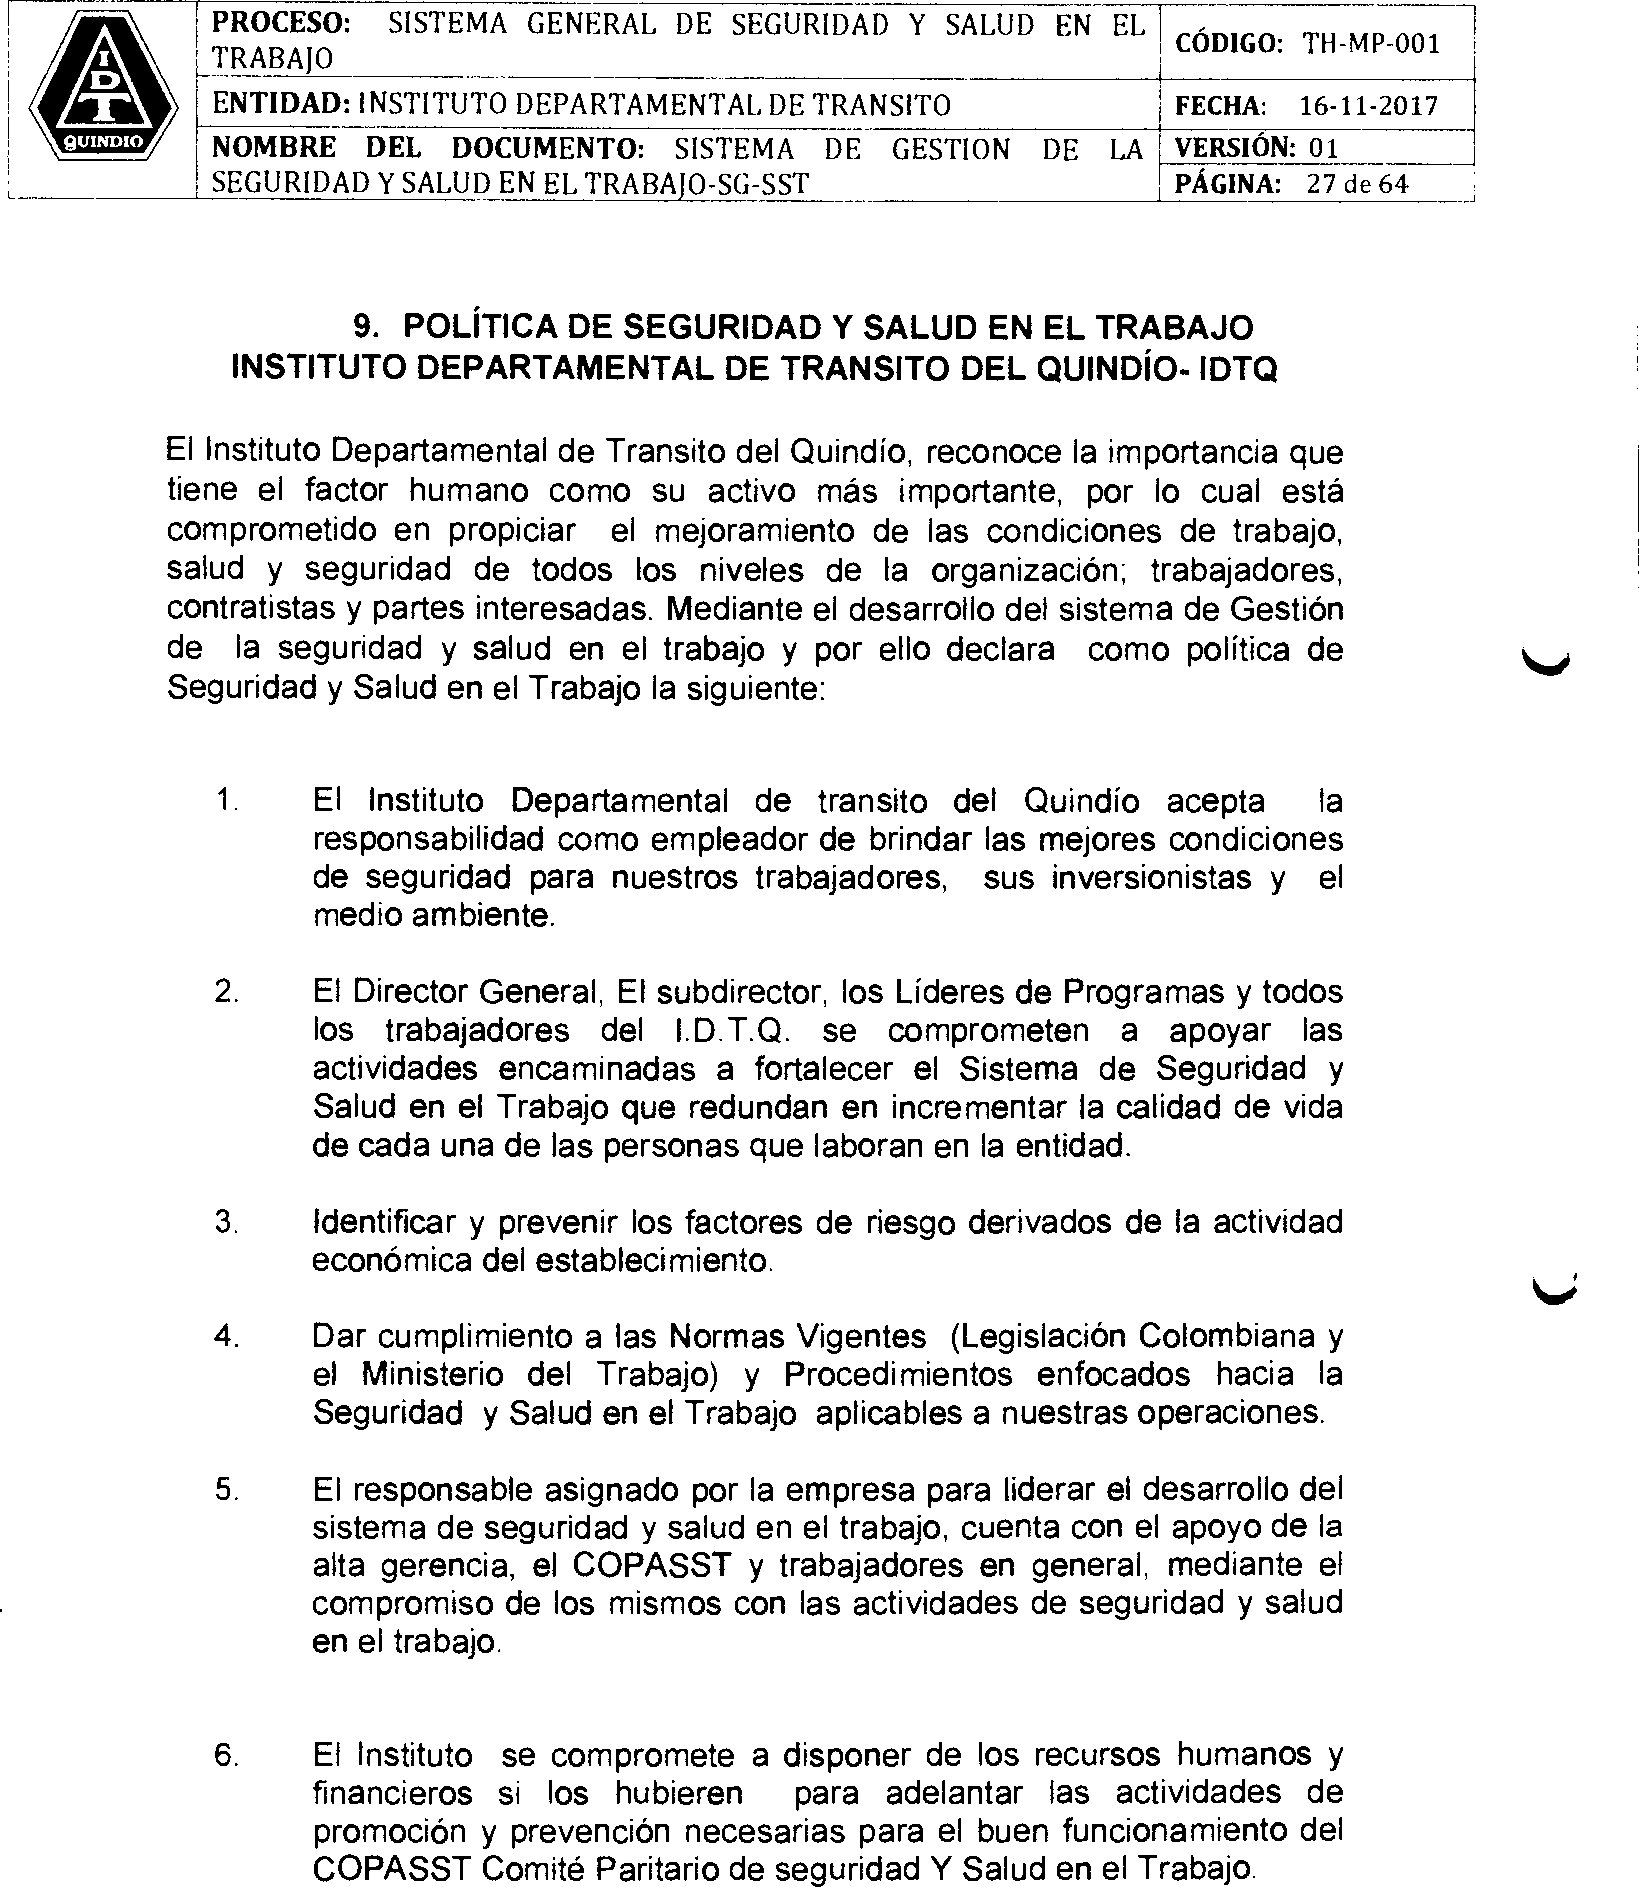 I
D
T
QUINDIO
PROCESO: SISTEMA GENERAL DE SEGURIDAD Y SALUD EN EL
TRABAJO
CÓDIGO: TH-MP-001
ENTIDAD: INSTITUTO DEPARTAMENTAL DE TRANSITO
FECHA: 16-11-2017
NOMBRE DEL DOCUMENTO: SISTEMA DE GESTION DE LA
SEGURIDAD Y SALUD EN EL TRABAJO-SG-SST
VERSIÓN: 01
PÁGINA: 27 de 64
9. POLÍTICA DE SEGURIDAD Y SALUD EN EL TRABAJO
INSTITUTO DEPARTAMENTAL DE TRANSITO DEL QUINDÍO- IDTQ
El Instituto Departamental de Transito del Quindío, reconoce la importancia que
tiene el factor humano como su activo más importante, por lo cual está
comprometido en propiciar el mejoramiento de las condiciones de trabajo,
salud y seguridad de todos los niveles de la organización; trabajadores,
contratistas y partes interesadas. Mediante el desarrollo del sistema de Gestión
de la seguridad y salud en el trabajo y por ello declara como política de
Seguridad y Salud en el Trabajo la siguiente:
1. El Instituto Departamental de transito del Quindío acepta la
responsabilidad como empleador de brindar las mejores condiciones
de seguridad para nuestros trabajadores, sus inversionistas y el
medio ambiente.
2. El Director General, El subdirector, los Líderes de Programas y todos
los trabajadores del I.D.T.Q. se comprometen a apoyar las
actividades encaminadas a fortalecer el Sistema de Seguridad y
Salud en el Trabajo que redundan en incrementar la calidad de vida
de cada una de las personas que laboran en la entidad.
3. Identificar y prevenir los factores de riesgo derivados de la actividad
económica del establecimiento.
4. Dar cumplimiento a las Normas Vigentes (Legislación Colombiana y
el Ministerio del Trabajo) y Procedimientos enfocados hacia la
Seguridad y Salud en el Trabajo aplicables a nuestras operaciones.
5. El responsable asignado por la empresa para liderar el desarrollo del
sistema de seguridad y salud en el trabajo, cuenta con el apoyo de la
alta gerencia, el COPASST y trabajadores en general, mediante el
compromiso de los mismos con las actividades de seguridad y salud
en el trabajo.
6. El Instituto se compromete a disponer de los recursos humanos y
financieros si los hubieren para adelantar las actividades de
promoción y prevención necesarias para el buen funcionamiento del
COPASST Comité Paritario de seguridad Y Salud en el Trabajo.